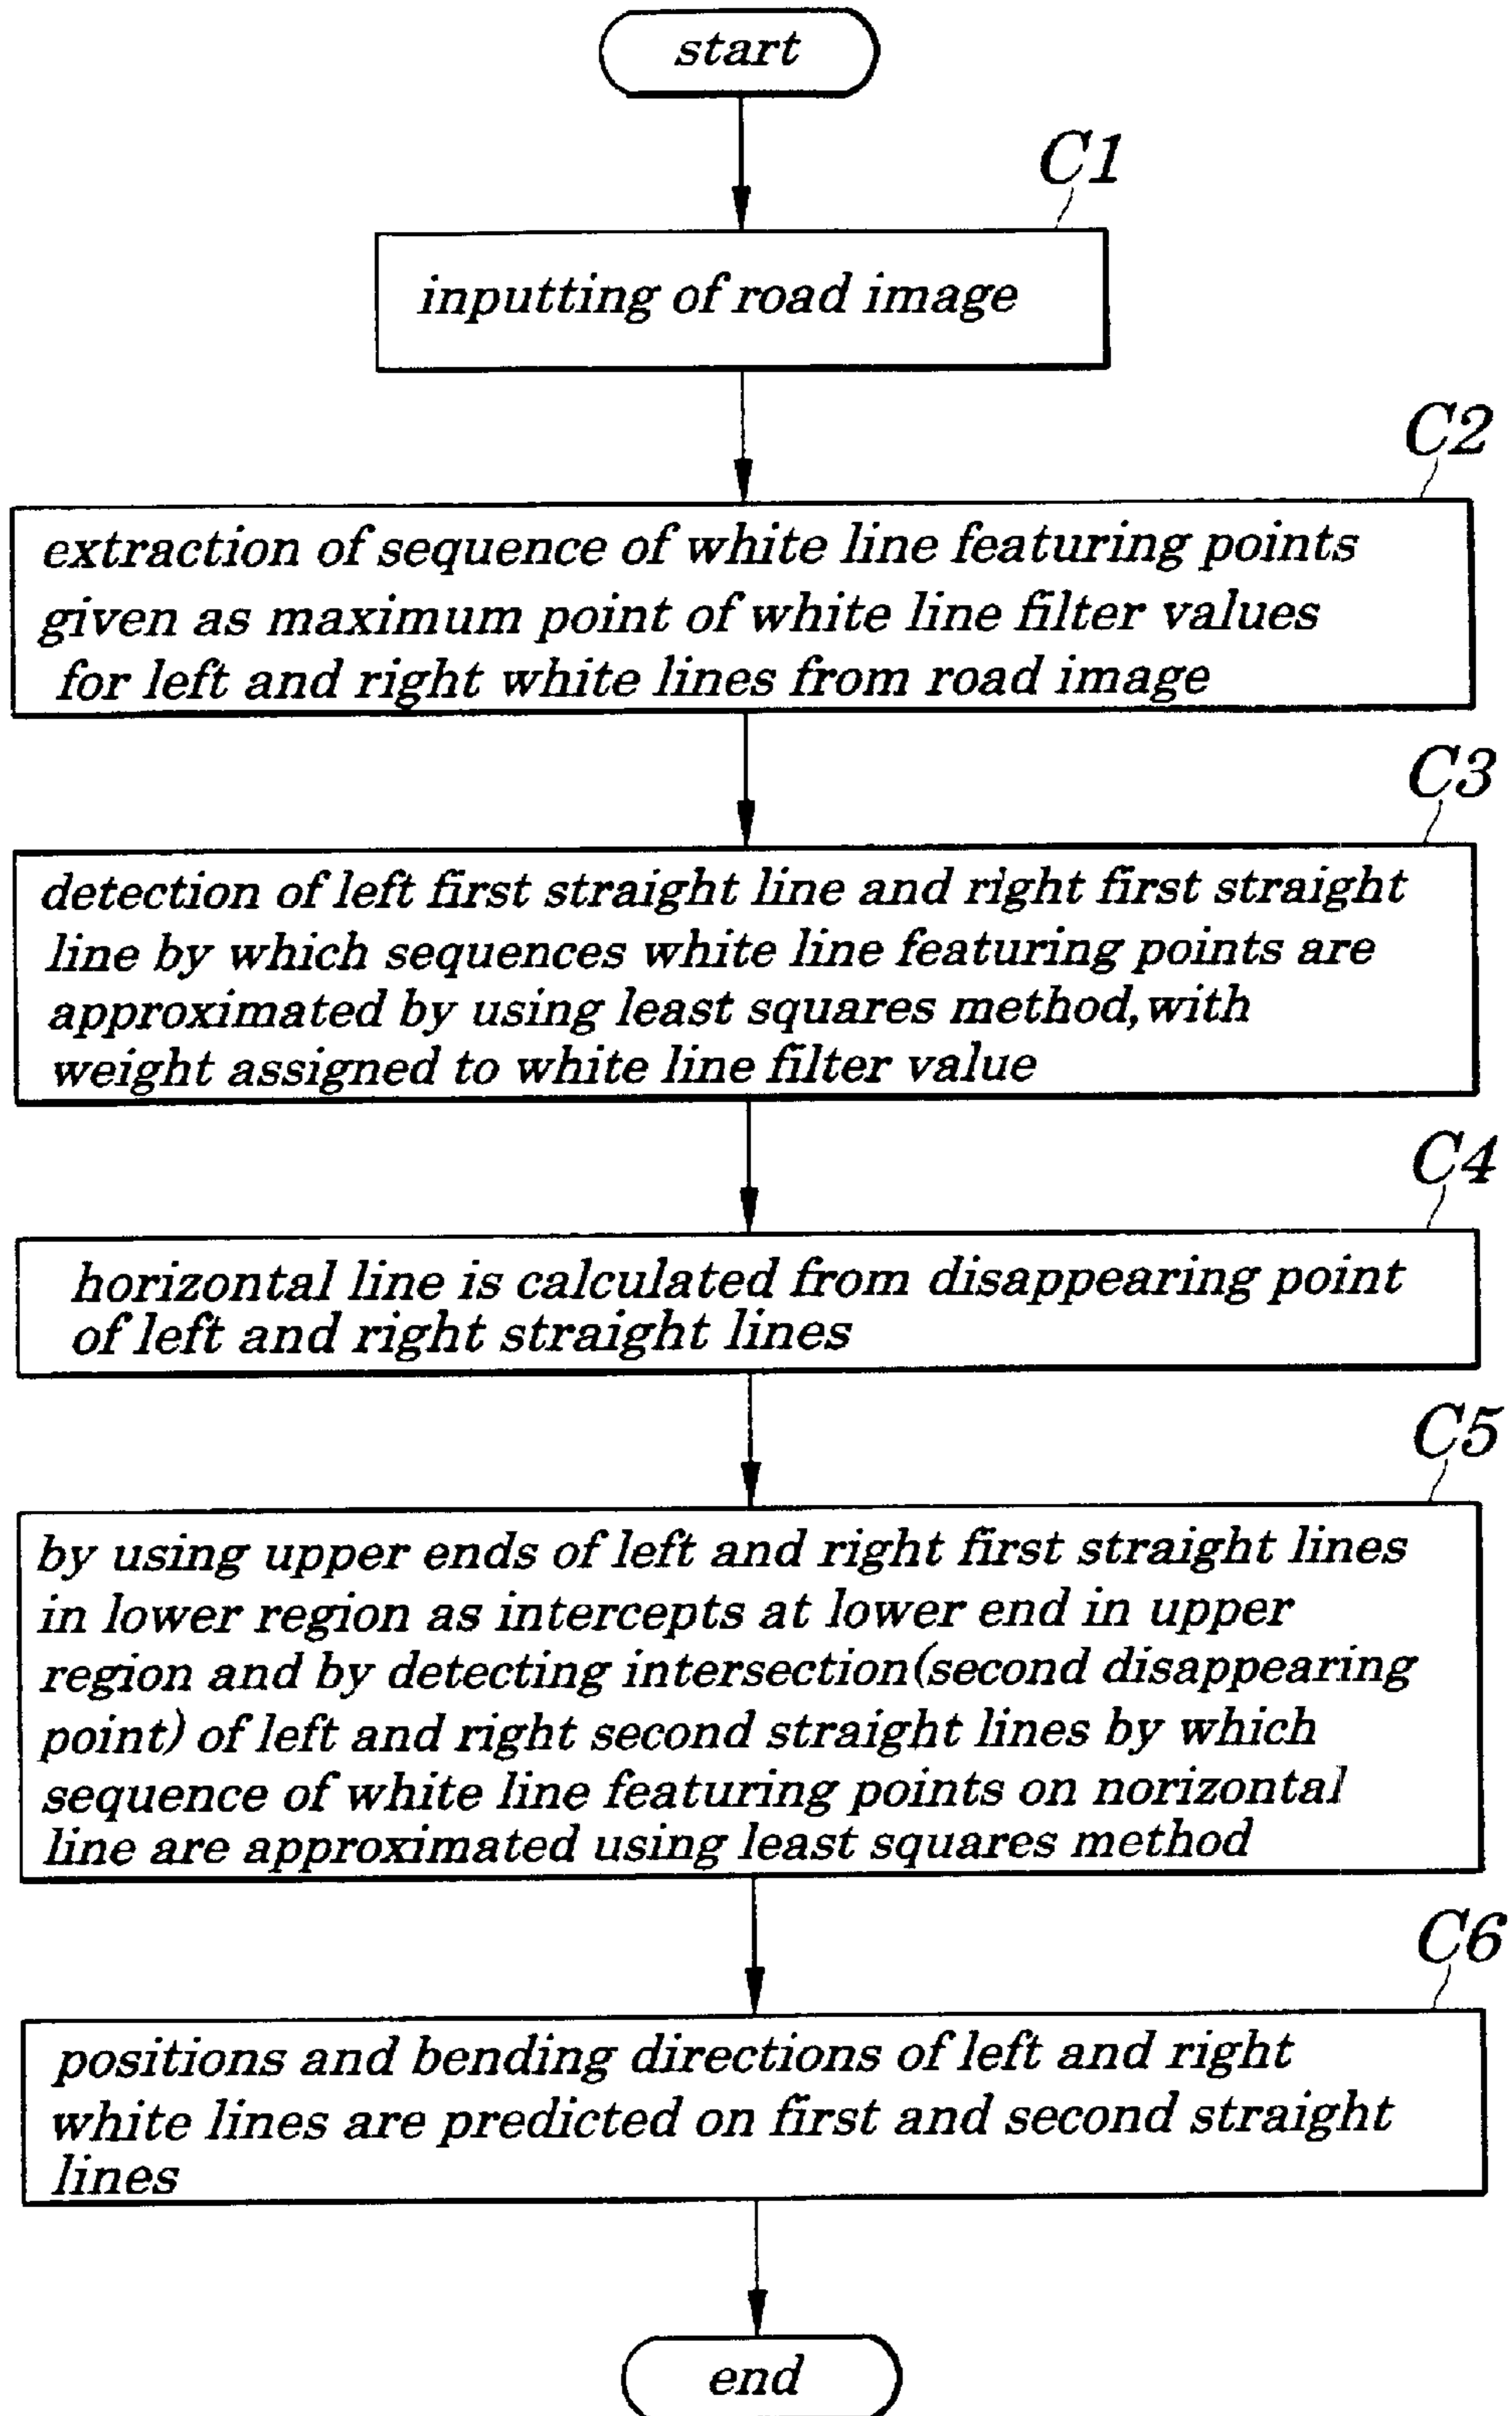 start
C1
inputting of road image
C2
extraction of sequence of white line featuring points
given as maximum point of white line filter values
for left and right white lines from road image
C3
detection of left first straight line and right first straight
line by which sequences white line featuring points are
approximated by using least squares method, with
weight assigned to white line filter value
C4
horizontal line is calculated from disappearing point
of left and right straight lines
C5
by using upper ends of left and right first straight lines
in lower region as intercepts at lower end in upper
region and by detecting intersection(second disappearing
point) of left and right second straight lines by which
sequence of white line featuring points on norizontal
line are approximated using least squares method
C6
positions and bending directions of left and right
white lines are predicted on first and second straight
lines
end